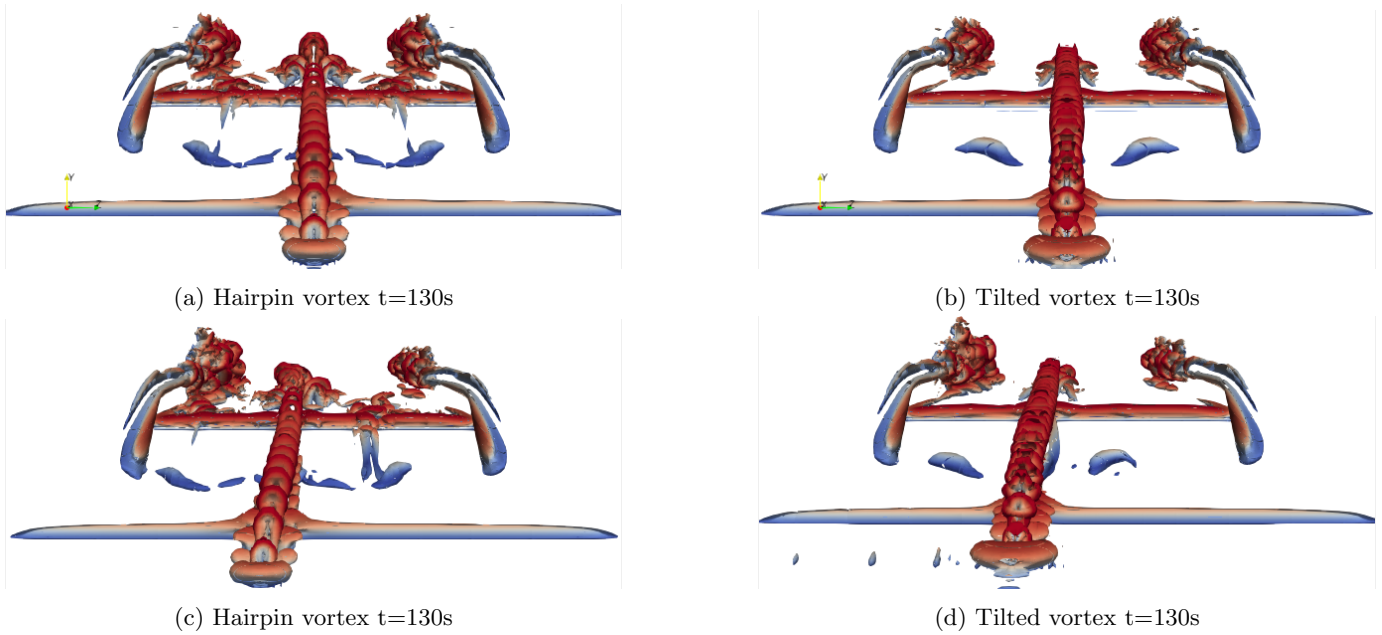 Y
X
Z
Y
X
Z
(a) Hairpin vortex t=130s
(b) Tilted vortex t=130s
(c) Hairpin vortex t=130s
(d) Tilted vortex t=130s